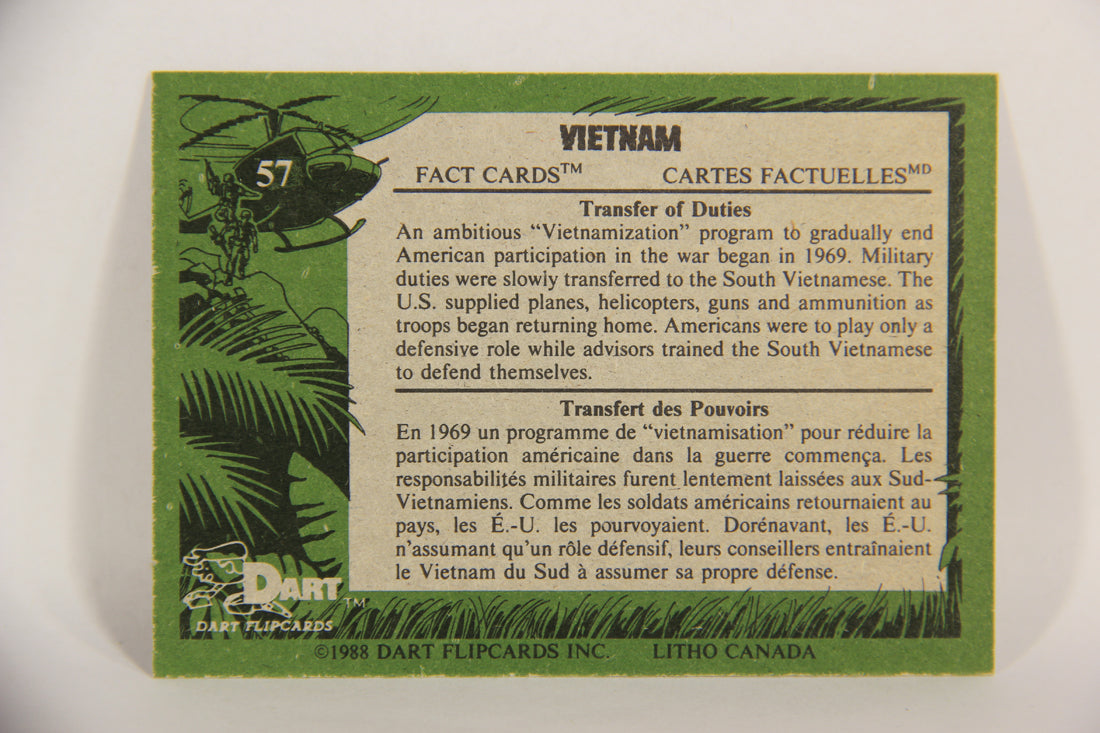 VIETNAM
57
FACT CARDS™ CARTES FACTUELLESMD
Transfer of Duties
An ambitious “Vietnamization” program to gradually end
American participation in the war began in 1969. Military
duties were slowly transferred to the South Vietnamese. The
U.S. supplied planes, helicopters, guns and ammunition as
troops began returning home. Americans were to play only a
defensive role while advisors trained the South Vietnamese
to defend themselves.
Transfert des Pouvoirs
En 1969 un programme de “vietnamisation” pour réduire la
participation américaine dans la guerre commença. Les
responsabilités militaires furent lentement laissées aux Sud-
Vietnamiens. Comme les soldats américains retournaient au
pays, les É.-U. les pourvoyaient. Dorénavant, les É.-U.
n’assumant qu’un rôle défensif, leurs conseillers entraînaient
le Vietnam du Sud à assumer sa propre défense.
DART™
DART FLIPCARDS
©1988 DART FLIPCARDS INC. LITHO CANADA